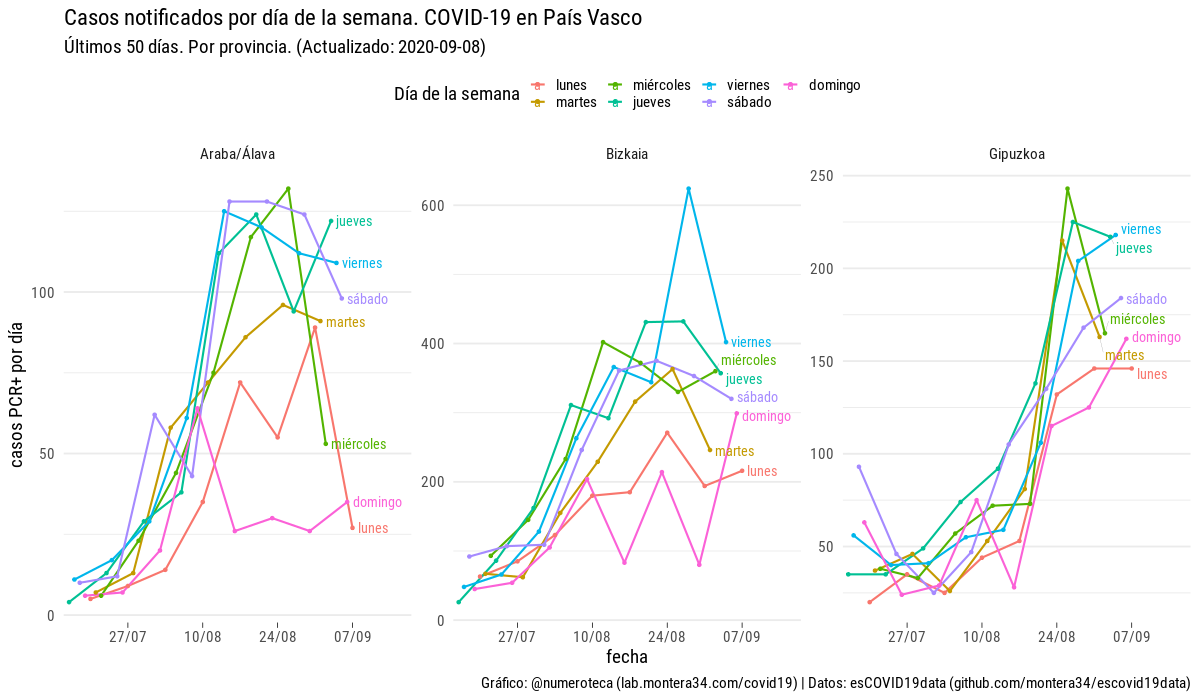 Casos notificados por día de la semana. COVID-19 en País Vasco
Últimos 50 días. Por provincia. (Actualizado: 2020-09-08)
Día de la semana
lunes miércoles viernes domingo
martes jueves sábado
Araba/Álava
Bizkaia
Gipuzkoa
casos PCR+ por día
100
50
0
jueves
viernes
sábado
martes
miércoles
domingo
lunes
27/07 10/08 24/08 07/09
600
400
200
0
viernes
miércoles
jueves
sábado
domingo
martes
lunes
27/07 10/08 24/08 07/09
250
200
150
100
50
viernes
jueves
sábado
miércoles
domingo
martes
lunes
27/07 10/08 24/08 07/09
fecha
Gráfico: @numeroteca (lab.montera34.com/covid19) | Datos: esCOVID19data (github.com/montera34/escovid19data)